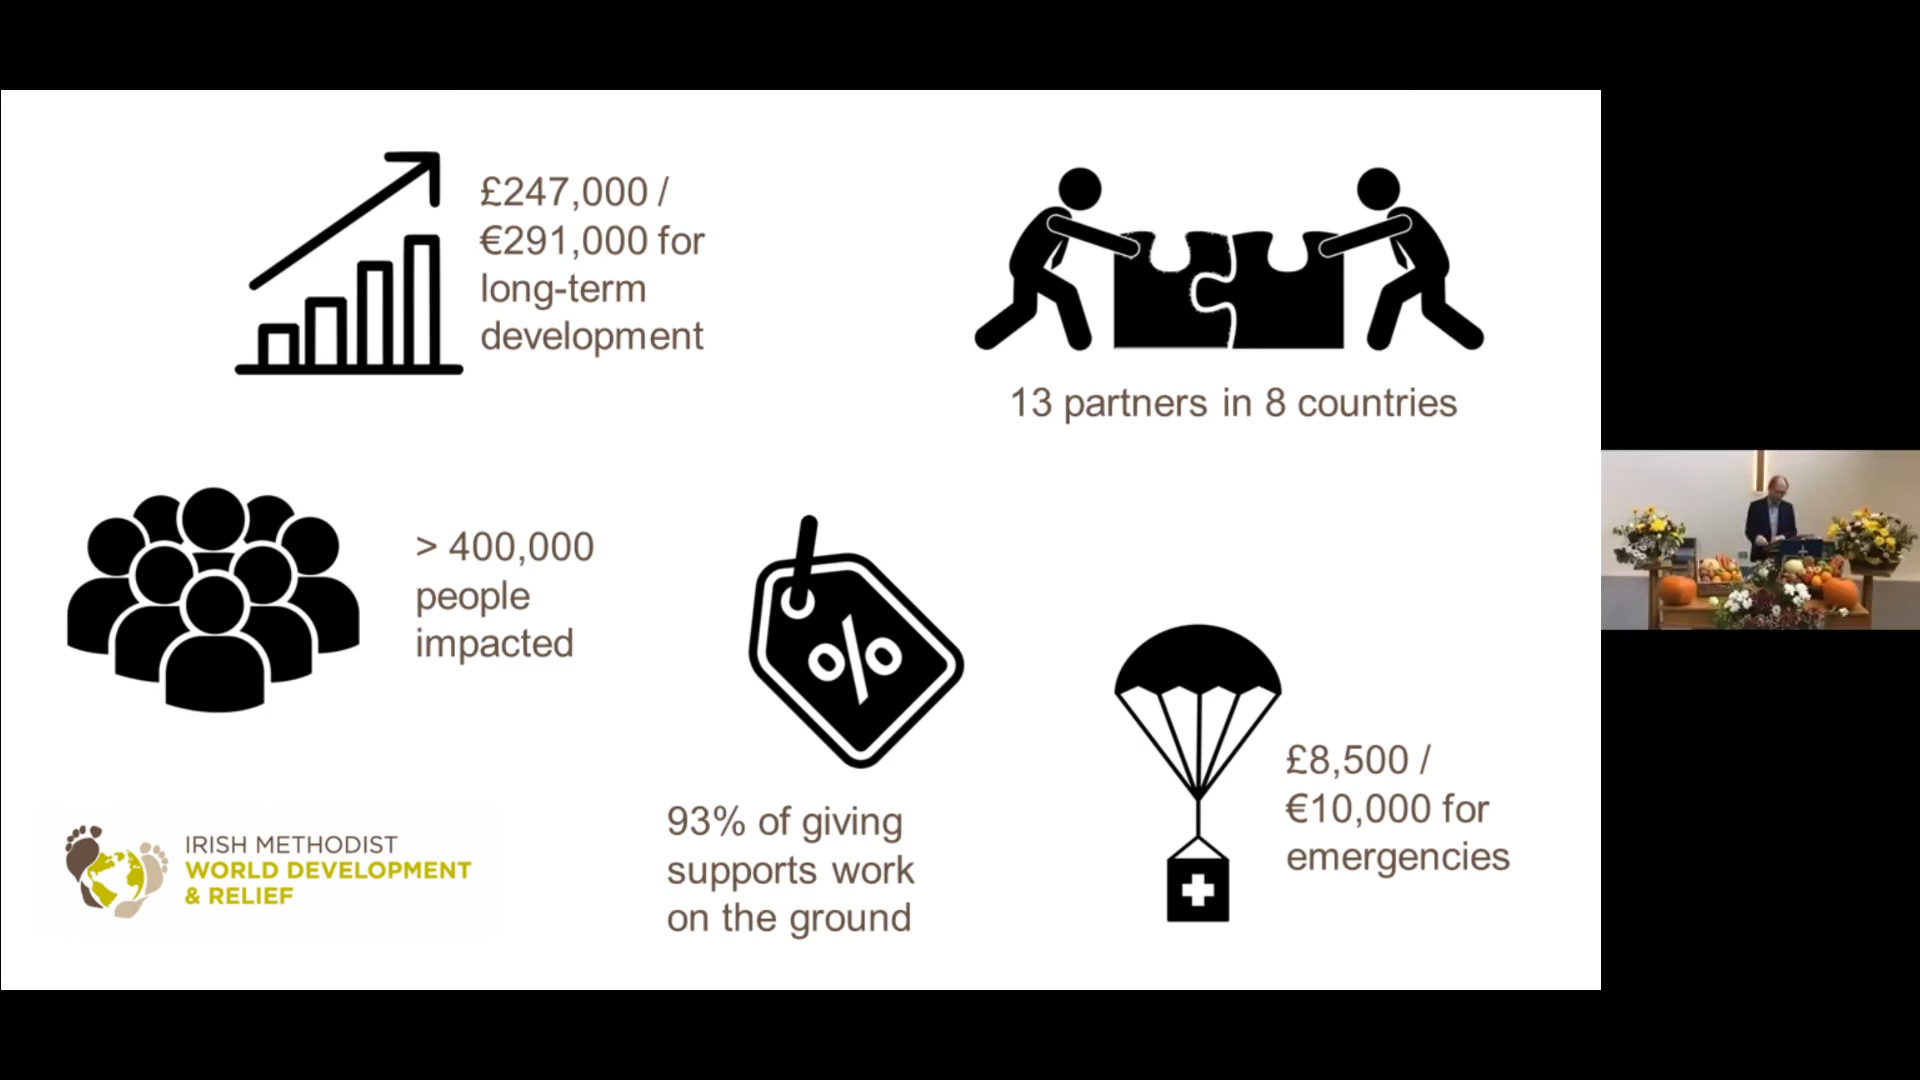 £247,000 /
€291,000 for
long-term
development
13 partners in 8 countries
> 400,000
people
impacted
%
93% of giving
supports work
on the ground
£8,500 /
€10,000 for
emergencies
IRISH METHODIST
WORLD DEVELOPMENT
& RELIEF